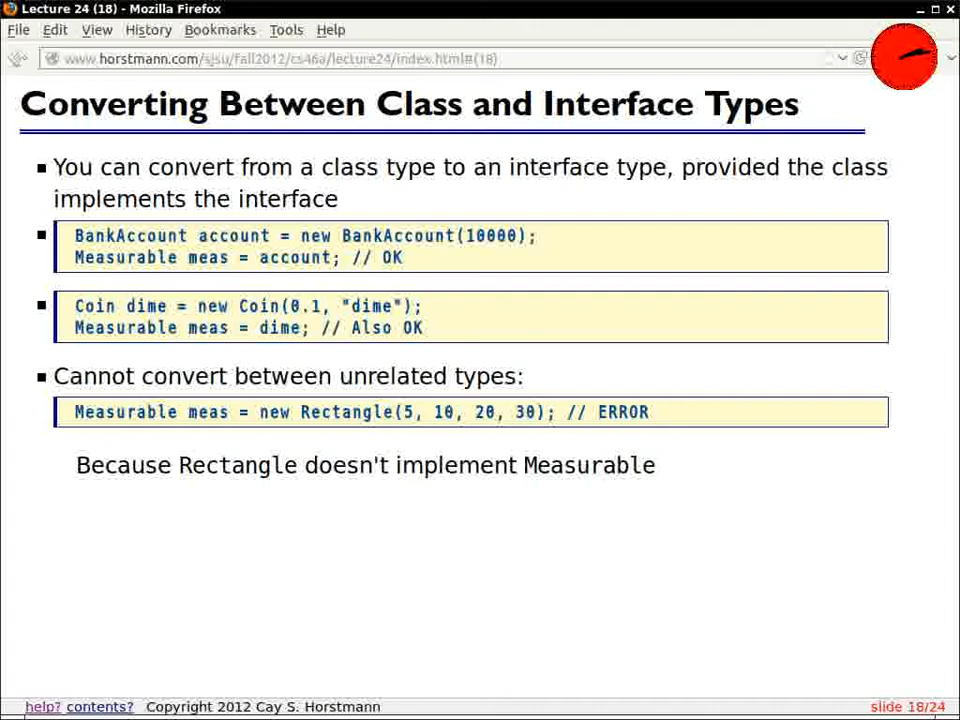 Lecture 24 (18) - Mozilla Firefox
File Edit View History Bookmarks Tools Help
www.horstmann.com/sjsu/fall2012/cs46a/lecture24/index.html#(18)
Converting Between Class and Interface Types
You can convert from a class type to an interface type, provided the class
implements the interface
BankAccount account = new BankAccount(10000);
Measurable meas = account; // OK
Coin dime = new Coin(0.1, "dime");
Measurable meas = dime; // Also OK
Cannot convert between unrelated types:
Measurable meas = new Rectangle(5, 10, 20, 30); // ERROR
Because Rectangle doesn't implement Measurable
help? contents? Copyright 2012 Cay S. Horstmann slide 18/24